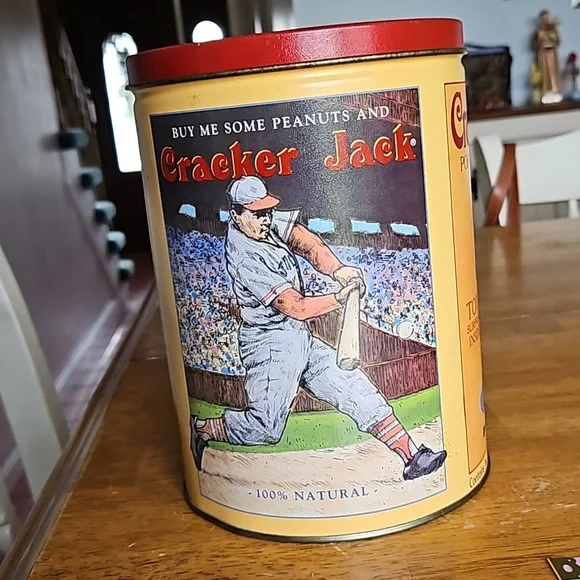 BUY ME SOME PEANUTS AND
Cracker Jack®
- 100% NATURAL -